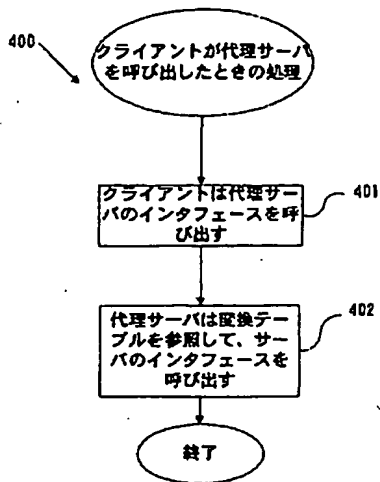 400
クライアントが代理サーバ
を呼び出したときの処理
クライアントは代理サー
バのインタフェースを呼
び出す
401
代理サーバは変換テー
ブルを参照して、サー
バのインタフェースを
呼び出す
402
終了